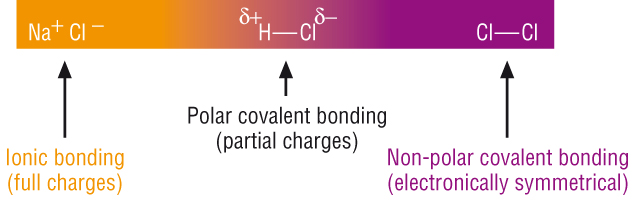 Na⁺ Cl⁻
δ+H—Clδ−
Cl—Cl
Polar covalent bonding
(partial charges)
Ionic bonding
(full charges)
Non-polar covalent bonding
(electronically symmetrical)